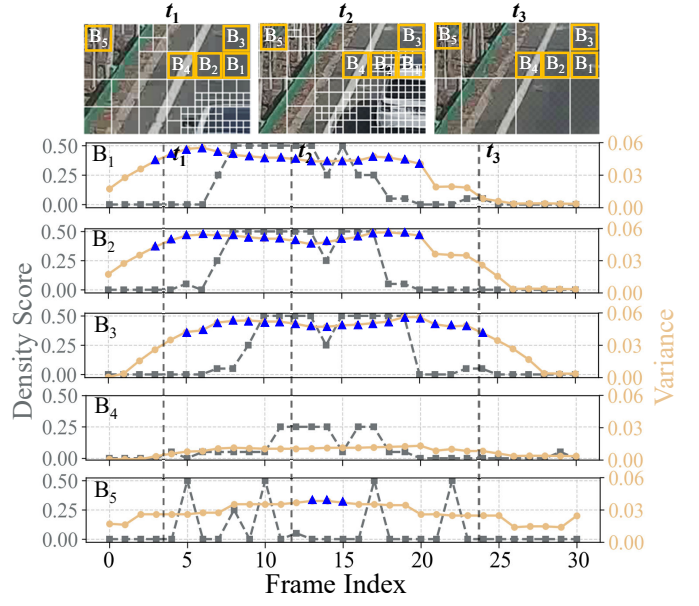 t1 t2 t3
B5 B3 B4 B2 B1
B5 B3 B4 B2 B1
B5 B3 B4 B2 B1
0.50 B1 t1 t2 t3 0.06
0.25 0.03
0.00 0.00
0.50 B2 0.06
0.25 0.03
0.00 0.00
0.50 B3 0.06
0.25 0.03
0.00 0.00
0.50 B4 0.06
0.25 0.03
0.00 0.00
0.50 B5 0.06
0.25 0.03
0.00 0.00
Density Score
Variance
0 5 10 15 20 25 30
Frame Index